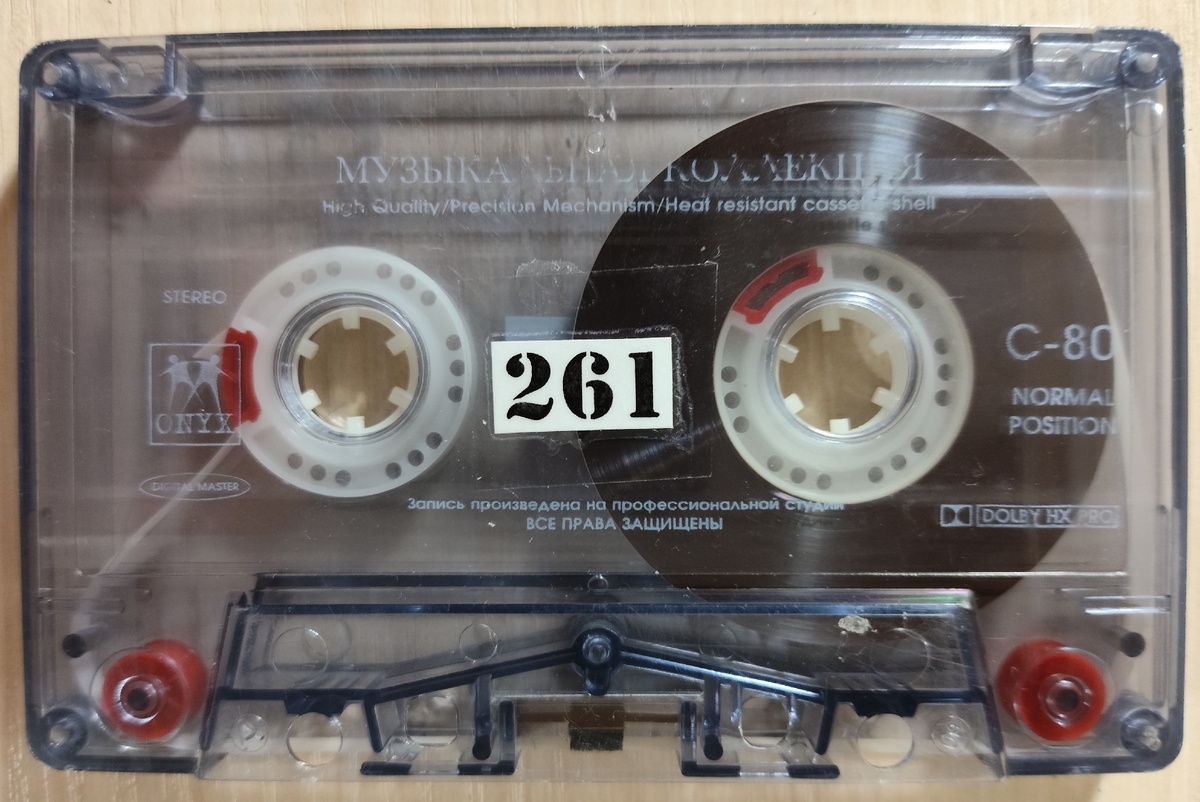 МУЗЫКАЛЬНАЯ КОЛЛЕКЦИЯ
High Quality/Precision Mechanism/Heat resistant cassette shell
STEREO
ONYX
DIGITAL MASTER
261
C-80
NORMAL
POSITION
Запись произведена на профессиональной студии
ВСЕ ПРАВА ЗАЩИЩЕНЫ
DOLBY HX PRO